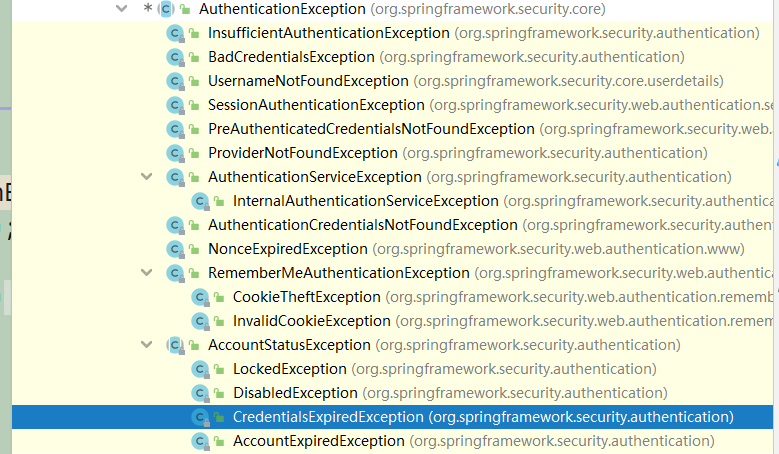 * AuthenticationException (org.springframework.security.core)
InsufficientAuthenticationException (org.springframework.security.authentication)
BadCredentialsException (org.springframework.security.authentication)
UsernameNotFoundException (org.springframework.security.core.userdetails)
SessionAuthenticationException (org.springframework.security.web.authentication.se
PreAuthenticatedCredentialsNotFoundException (org.springframework.security.web.
ProviderNotFoundException (org.springframework.security.authentication)
AuthenticationServiceException (org.springframework.security.authentication)
InternalAuthenticationServiceException (org.springframework.security.authentica
AuthenticationCredentialsNotFoundException (org.springframework.security.authen
NonceExpiredException (org.springframework.security.web.authentication.www)
RememberMeAuthenticationException (org.springframework.security.web.authentica
CookieTheftException (org.springframework.security.web.authentication.rememb
InvalidCookieException (org.springframework.security.web.authentication.remem
AccountStatusException (org.springframework.security.authentication)
LockedException (org.springframework.security.authentication)
DisabledException (org.springframework.security.authentication)
CredentialsExpiredException (org.springframework.security.authentication)
AccountExpiredException (org.springframework.security.authentication)